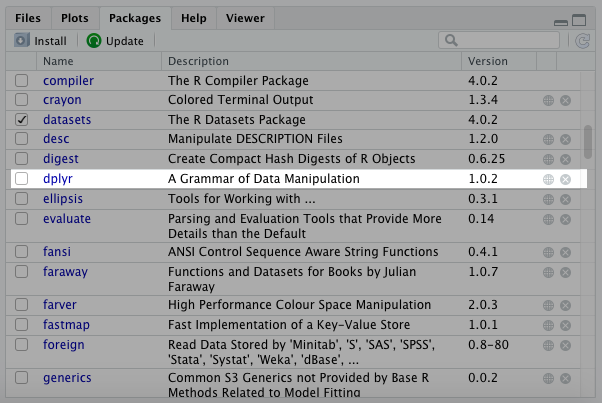 Files Plots Packages Help Viewer
Install Update
Name Description Version
compiler The R Compiler Package 4.0.2
crayon Colored Terminal Output 1.3.4
datasets The R Datasets Package 4.0.2
desc Manipulate DESCRIPTION Files 1.2.0
digest Create Compact Hash Digests of R Objects 0.6.25
dplyr A Grammar of Data Manipulation 1.0.2
ellipsis Tools for Working with ... 0.3.1
evaluate Parsing and Evaluation Tools that Provide More 0.14
Details than the Default
fansi ANSI Control Sequence Aware String Functions 0.4.1
faraway Functions and Datasets for Books by Julian 1.0.7
Faraway
farver High Performance Colour Space Manipulation 2.0.3
fastmap Fast Implementation of a Key-Value Store 1.0.1
foreign Read Data Stored by 'Minitab', 'S', 'SAS', 'SPSS', 0.8-80
'Stata', 'Systat', 'Weka', 'dBase', ...
generics Common S3 Generics not Provided by Base R 0.0.2
Methods Related to Model Fitting